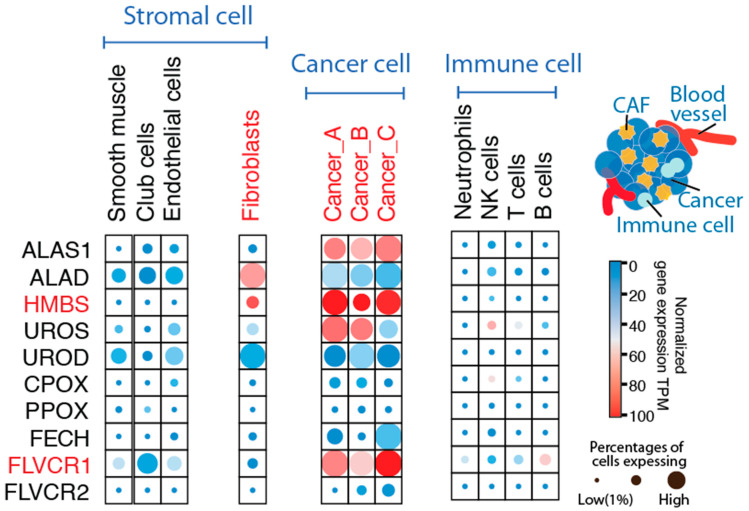 Stromal cell
Cancer cell
Immune cell
Smooth muscle
Club cells
Endothelial cells
Fibroblasts
Cancer_A
Cancer_B
Cancer_C
Neutrophils
NK cells
T cells
B cells
CAF
Blood
vessel
Cancer
Immune cell
ALAS1
ALAD
HMBS
UROS
UROD
CPOX
PPOX
FECH
FLVCR1
FLVCR2
0
20
40
60
80
100
Normalized
gene expression TPM
Percentages of
cells expessing
Low(1%) High